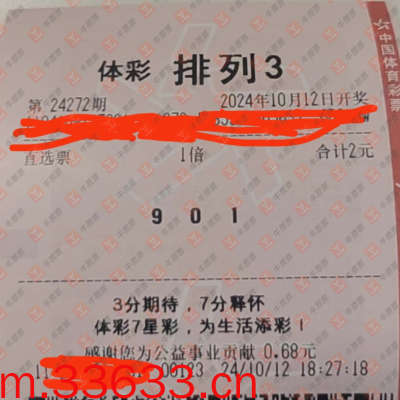 体彩 排列3
第 24272期 2024年10月12日开奖
直选票 1倍 合计2元
9 0 1
3分期待，7分释怀
体彩7星彩，为生活添彩！
感谢您为公益事业贡献 0.68元
00123 24/10/12 18:27:18
m.33633.cn
中国体育彩票